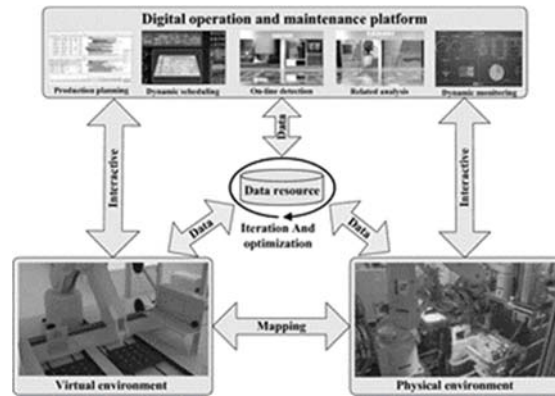 Digital operation and maintenance platform
Production planning
Dynamic scheduling
On-line detection
Related analysis
Dynamic monitoring
Interactive
Data
Interactive
Data resource
Data
Iteration And
optimization
Data
Mapping
Virtual environment
Physical environment